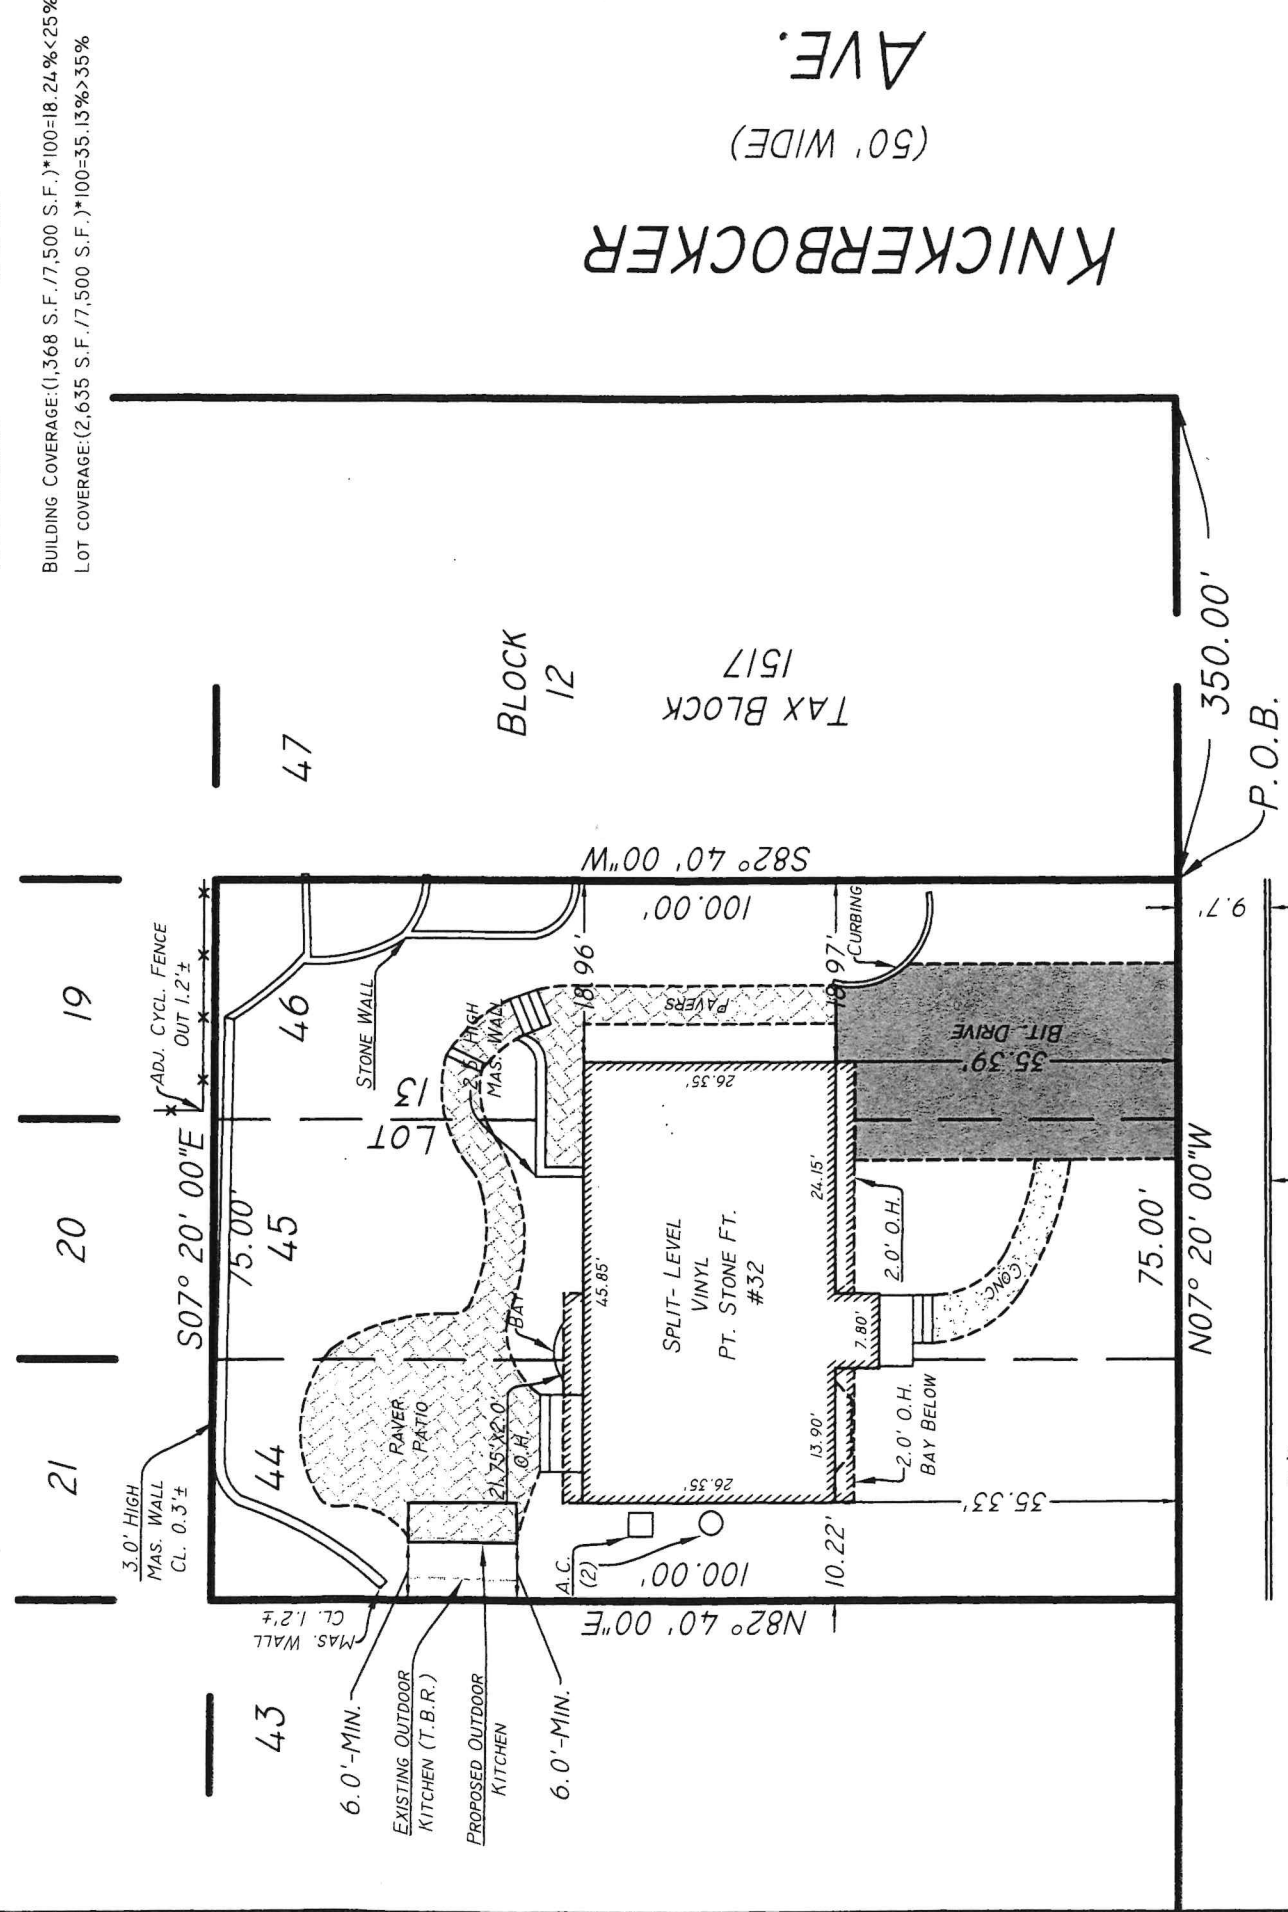 BUILDING COVERAGE:(1,368 S.F./7,500 S.F.)*100=18.24%<25%
LOT COVERAGE:(2,635 S.F./7,500 S.F.)*100=35.13%>35%
KNICKERBOCKER
(50' WIDE)
AVE.
21
20
19
3.0' HIGH
MAS. WALL
CL. 0.3'±
ADJ. CYCL. FENCE
OUT 1.2'±
S07° 20' 00"E
75.00'
43
44
45
46
47
MAS. WALL
CL. 1.2'±
6.0'-MIN.
EXISTING OUTDOOR
KITCHEN (T.B.R.)
PROPOSED OUTDOOR
KITCHEN
6.0'-MIN.
PAVER
PATIO
LOT
13
STONE WALL
2.5' HIGH
MAS. WALL
21.75'X2.0'
O.H.
BAY
BLOCK
12
TAX BLOCK
1517
A.C.
(2)
N82° 40' 00"E
100.00'
S82° 40' 00"W
100.00'
18.96'
18.97'
PAVERS
45.85'
26.35'
26.35'
SPLIT-LEVEL
VINYL
PT. STONE FT.
#32
24.15'
7.80'
13.90'
10.22'
2.0' O.H.
BAY BELOW
2.0' O.H.
CURBING
BIT. DRIVE
35.39'
35.33'
CONC.
75.00'
N07° 20' 00"W
350.00'
P.O.B.
9.7'